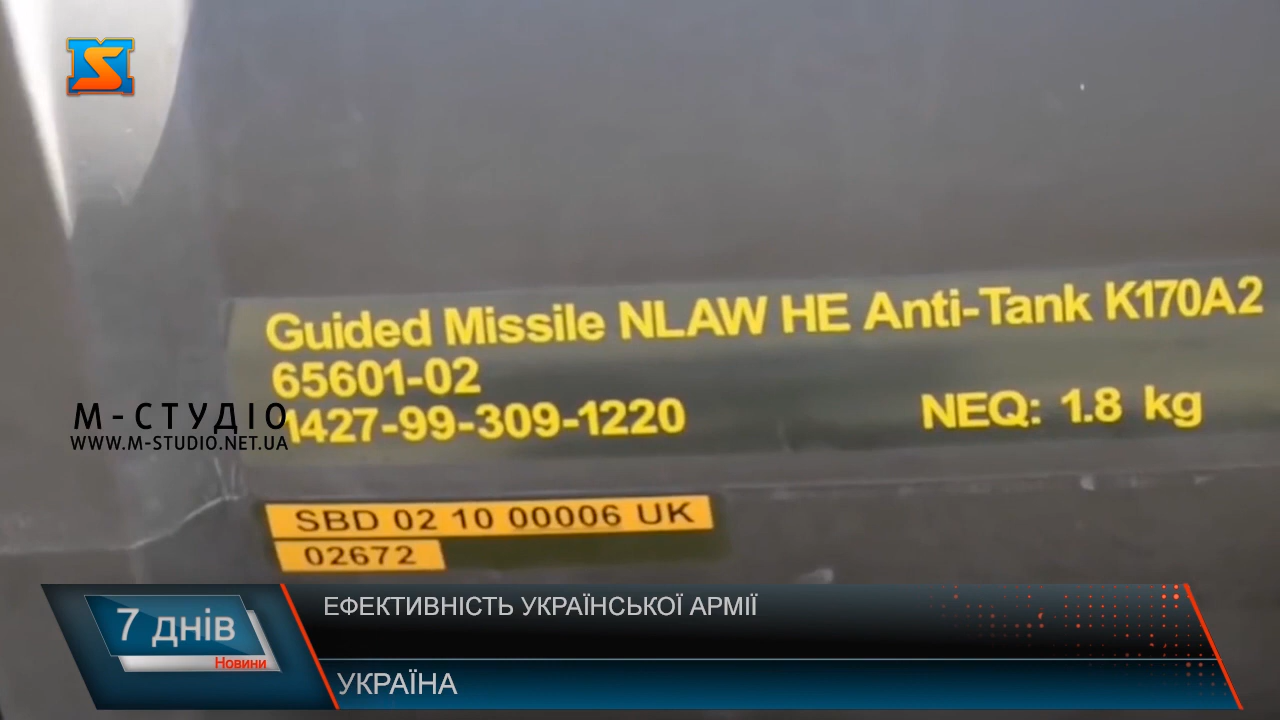 Guided Missile NLAW HE Anti-Tank K170A2
65601-02
1427-99-309-1220 NEQ: 1.8 kg
М-СТУДІО
WWW.M-STUDIO.NET.UA
SBD 02 10 00006 UK
02672
7 днів
Новини
ЕФЕКТИВНІСТЬ УКРАЇНСЬКОЇ АРМІЇ
УКРАЇНА